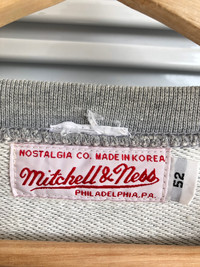 NOSTALGIA CO. MADE IN KOREA
Mitchell & Ness
PHILADELPHIA, PA.
52